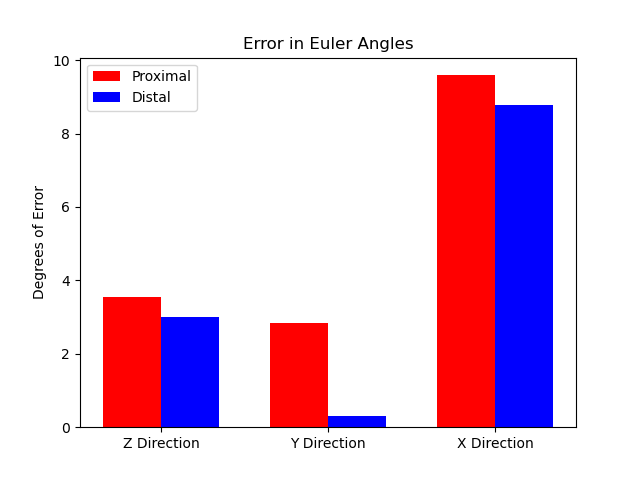 Error in Euler Angles
Proximal
Distal
Degrees of Error
10
8
6
4
2
0
Z Direction
Y Direction
X Direction